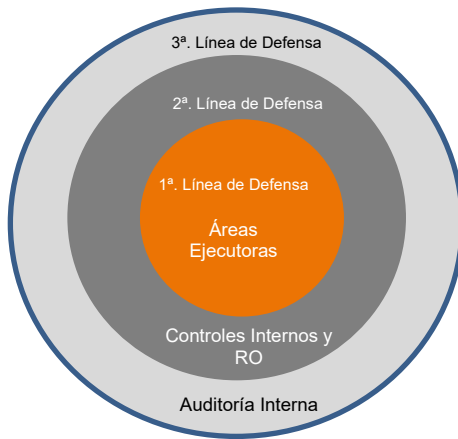 3ª. Línea de Defensa
2ª. Línea de Defensa
1ª. Línea de Defensa
Áreas
Ejecutoras
Controles Internos y
RO
Auditoría Interna